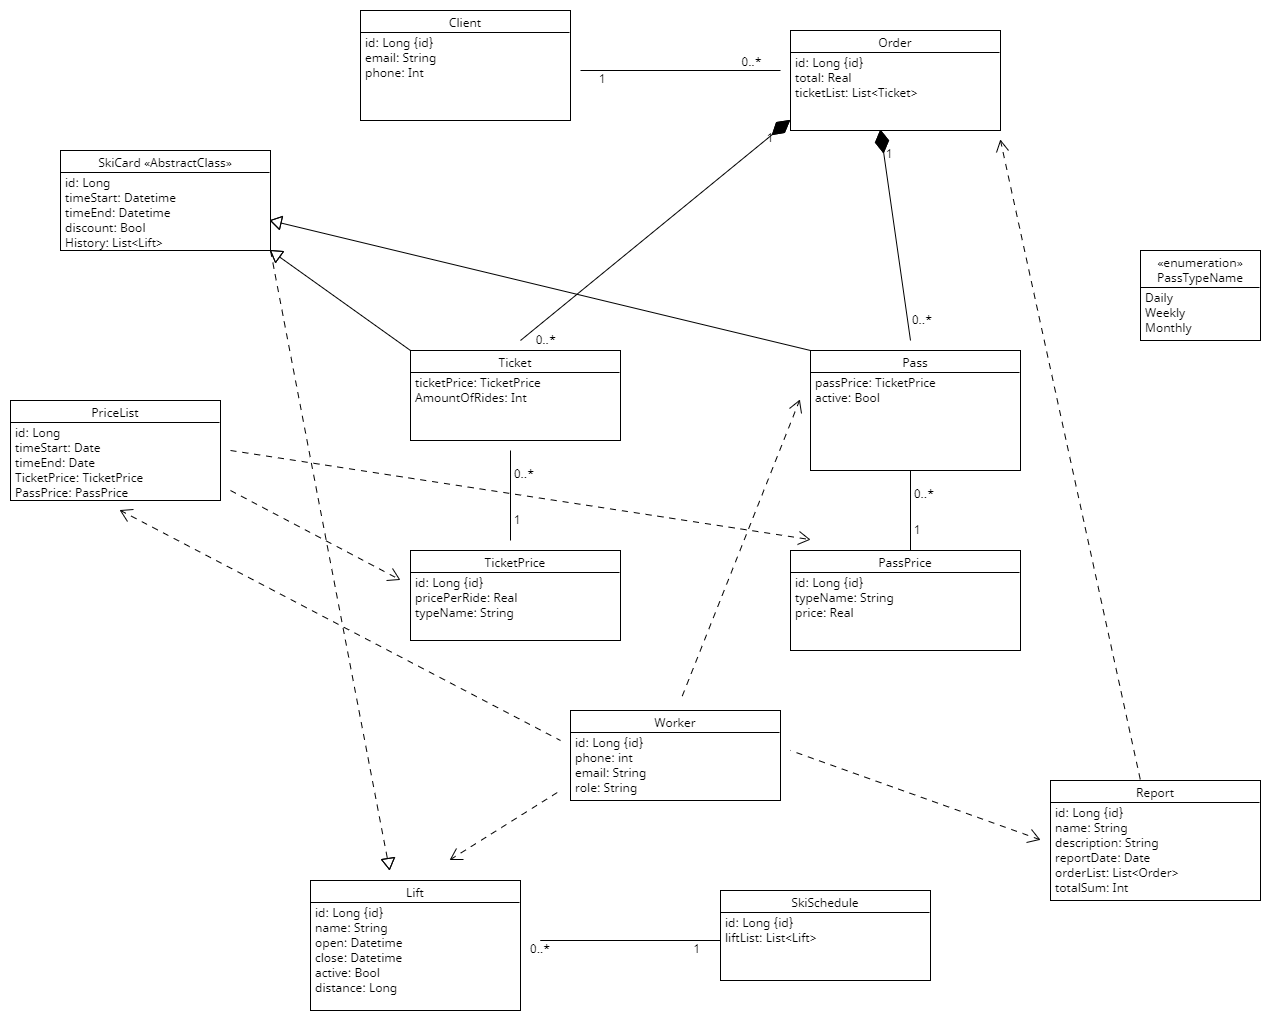 Client
id: Long {id}
email: String
phone: Int
Order
id: Long {id}
total: Real
ticketList: List<Ticket>
1
0..*
1
1
SkiCard «AbstractClass»
id: Long
timeStart: Datetime
timeEnd: Datetime
discount: Bool
History: List<Lift>
«enumeration»
PassTypeName
Daily
Weekly
Monthly
0..*
0..*
Ticket
ticketPrice: TicketPrice
AmountOfRides: Int
Pass
passPrice: TicketPrice
active: Bool
PriceList
id: Long
timeStart: Date
timeEnd: Date
TicketPrice: TicketPrice
PassPrice: PassPrice
0..*
1
0..*
1
TicketPrice
id: Long {id}
pricePerRide: Real
typeName: String
PassPrice
id: Long {id}
typeName: String
price: Real
Worker
id: Long {id}
phone: int
email: String
role: String
Report
id: Long {id}
name: String
description: String
reportDate: Date
orderList: List<Order>
totalSum: Int
Lift
id: Long {id}
name: String
open: Datetime
close: Datetime
active: Bool
distance: Long
0..*
1
SkiSchedule
id: Long {id}
liftList: List<Lift>